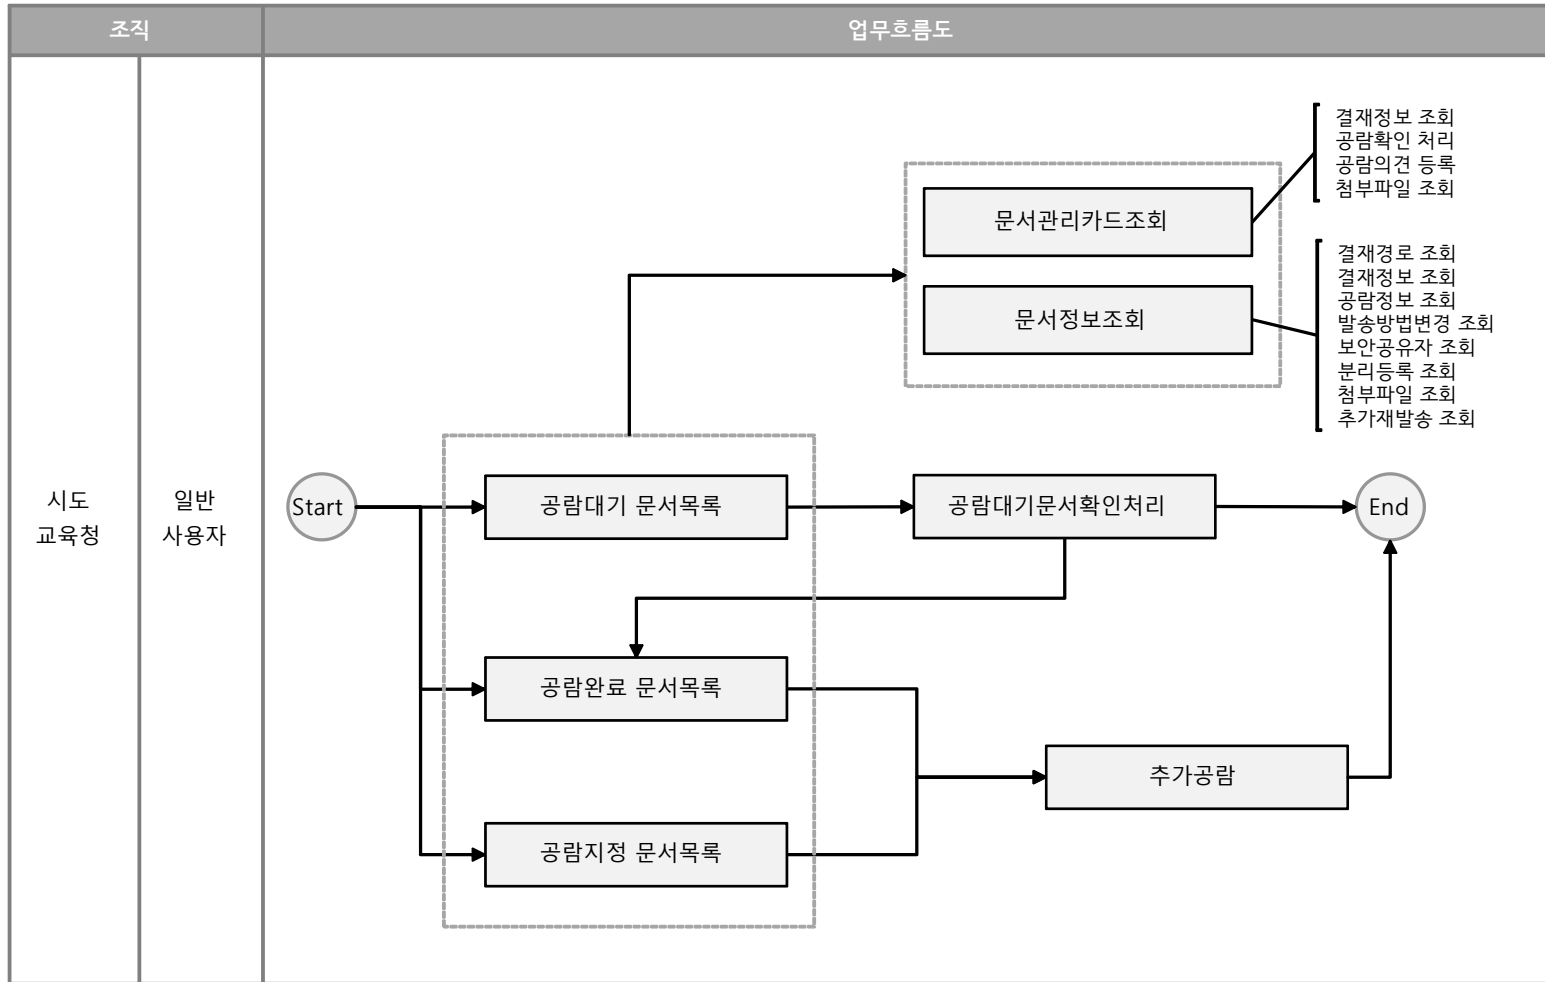 조직
업무흐름도
결재정보 조회
공람확인 처리
공람의견 등록
첨부파일 조회
문서관리카드조회
결재경로 조회
결재정보 조회
공람정보 조회
발송방법변경 조회
보안공유자 조회
분리등록 조회
첨부파일 조회
추가재발송 조회
문서정보조회
시도
교육청
일반
사용자
Start
공람대기 문서목록
공람대기문서확인처리
End
공람완료 문서목록
추가공람
공람지정 문서목록